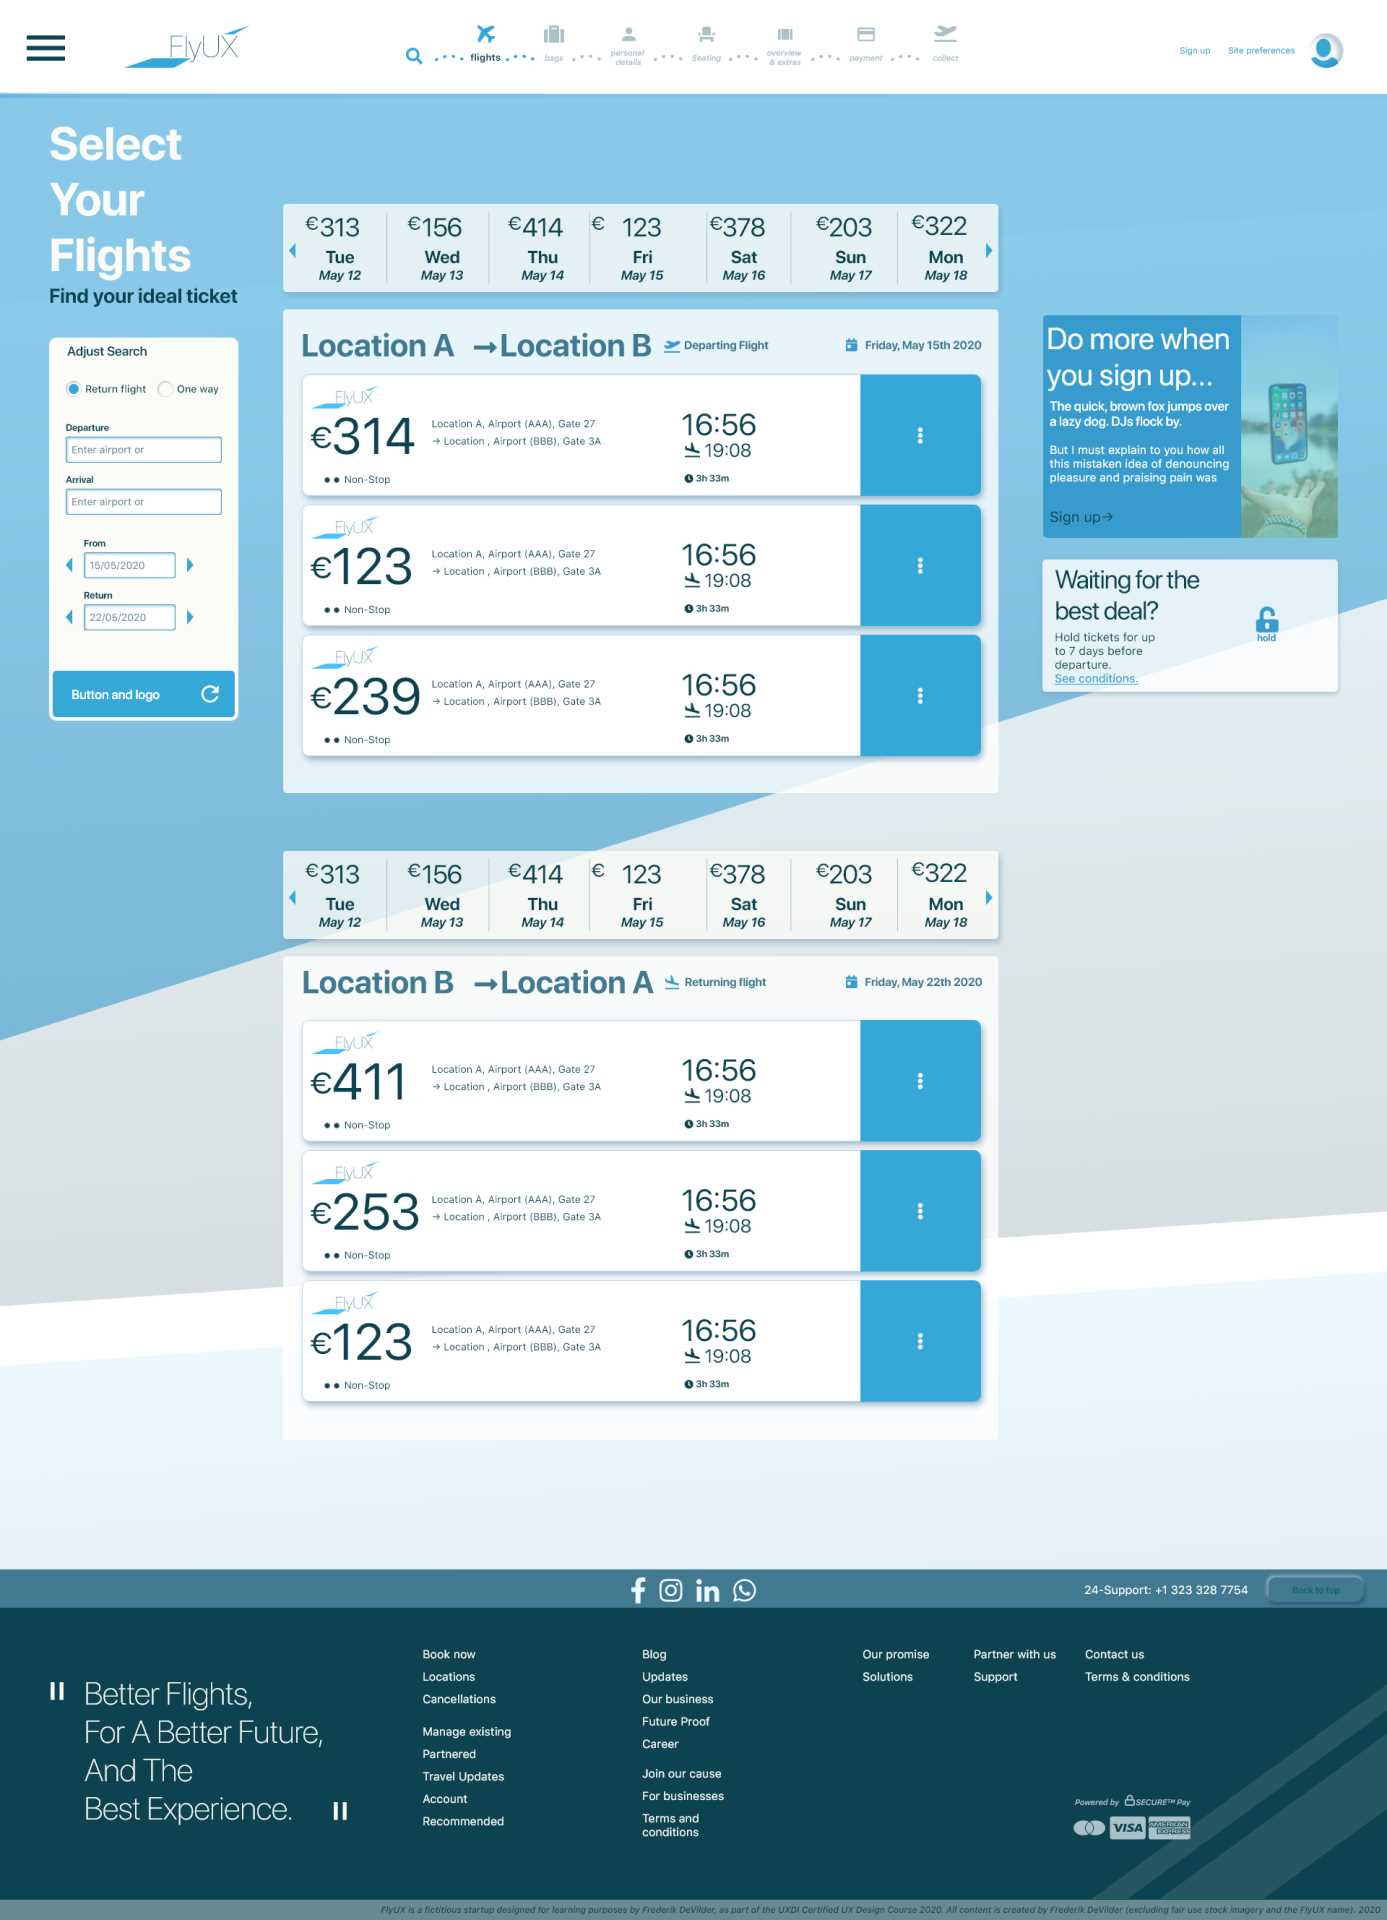 FlyUX
flights
bags
personal
details
Seating
overview
& extras
payment
collect
Sign up
Site preferences
Select
Your
Flights
Find your ideal ticket
Adjust Search
Return flight
One way
Departure
Enter airport or
Arrival
Enter airport or
From
15/05/2020
Return
22/05/2020
Button and logo
€313 €156 €414 € 123 €378 €203 €322
Tue Wed Thu Fri Sat Sun Mon
May 12 May 13 May 14 May 15 May 16 May 17 May 18
Location A → Location B Departing Flight Friday, May 15th 2020
FlyUX
€314
Location A, Airport (AAA), Gate 27
→ Location , Airport (BBB), Gate 3A
Non-Stop
16:56
19:08
3h 33m
FlyUX
€123
Location A, Airport (AAA), Gate 27
→ Location , Airport (BBB), Gate 3A
Non-Stop
16:56
19:08
3h 33m
FlyUX
€239
Location A, Airport (AAA), Gate 27
→ Location , Airport (BBB), Gate 3A
Non-Stop
16:56
19:08
3h 33m
Do more when
you sign up...
The quick, brown fox jumps over
a lazy dog. DJs flock by.
But I must explain to you how all
this mistaken idea of denouncing
pleasure and praising pain was
Sign up→
Waiting for the
best deal?
Hold tickets for up
to 7 days before
departure.
See conditions.
hold
€313 €156 €414 € 123 €378 €203 €322
Tue Wed Thu Fri Sat Sun Mon
May 12 May 13 May 14 May 15 May 16 May 17 May 18
Location B → Location A Returning flight Friday, May 22th 2020
FlyUX
€411
Location A, Airport (AAA), Gate 27
→ Location , Airport (BBB), Gate 3A
Non-Stop
16:56
19:08
3h 33m
FlyUX
€253
Location A, Airport (AAA), Gate 27
→ Location , Airport (BBB), Gate 3A
Non-Stop
16:56
19:08
3h 33m
FlyUX
€123
Location A, Airport (AAA), Gate 27
→ Location , Airport (BBB), Gate 3A
Non-Stop
16:56
19:08
3h 33m
24-Support: +1 323 328 7754
Back to top
" Better Flights,
For A Better Future,
And The
Best Experience. "
Book now
Locations
Cancellations
Manage existing
Partnered
Travel Updates
Account
Recommended
Blog
Updates
Our business
Future Proof
Career
Join our cause
For businesses
Terms and
conditions
Our promise
Solutions
Partner with us
Support
Contact us
Terms & conditions
Powered by SECURE™ Pay
VISA
AMERICAN
EXPRESS
FlyUX is a fictitious startup designed for learning purposes by Frederik DeVilder, as part of the UXDI Certified UX Design Course 2020. All content is created by Frederik DeVilder (excluding fair use stock imagery and the FlyUX name). 2020